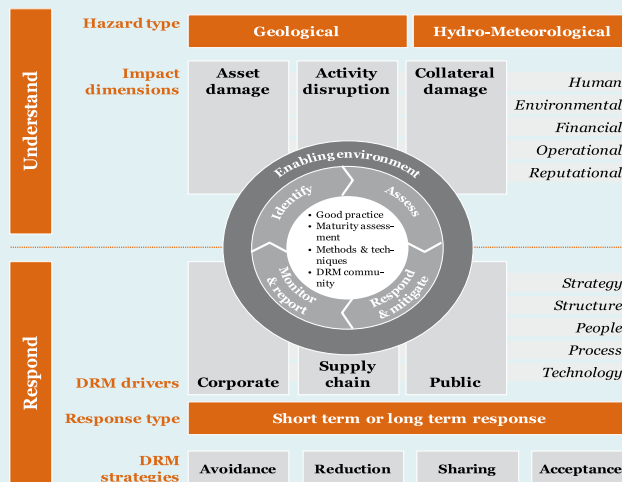 Understand
Hazard type
Geological
Hydro-Meteorological
Impact
dimensions
Asset
damage
Activity
disruption
Collateral
damage
Human
Environmental
Financial
Operational
Reputational
Enabling environment
Identify
Assess
Respond
& mitigate
Monitor
& report
• Good practice
• Maturity assess-
ment
• Methods & tech-
niques
• DRM commu-
nity
Respond
Strategy
Structure
People
Process
Technology
DRM drivers
Corporate
Supply
chain
Public
Response type
Short term or long term response
DRM
strategies
Avoidance
Reduction
Sharing
Acceptance